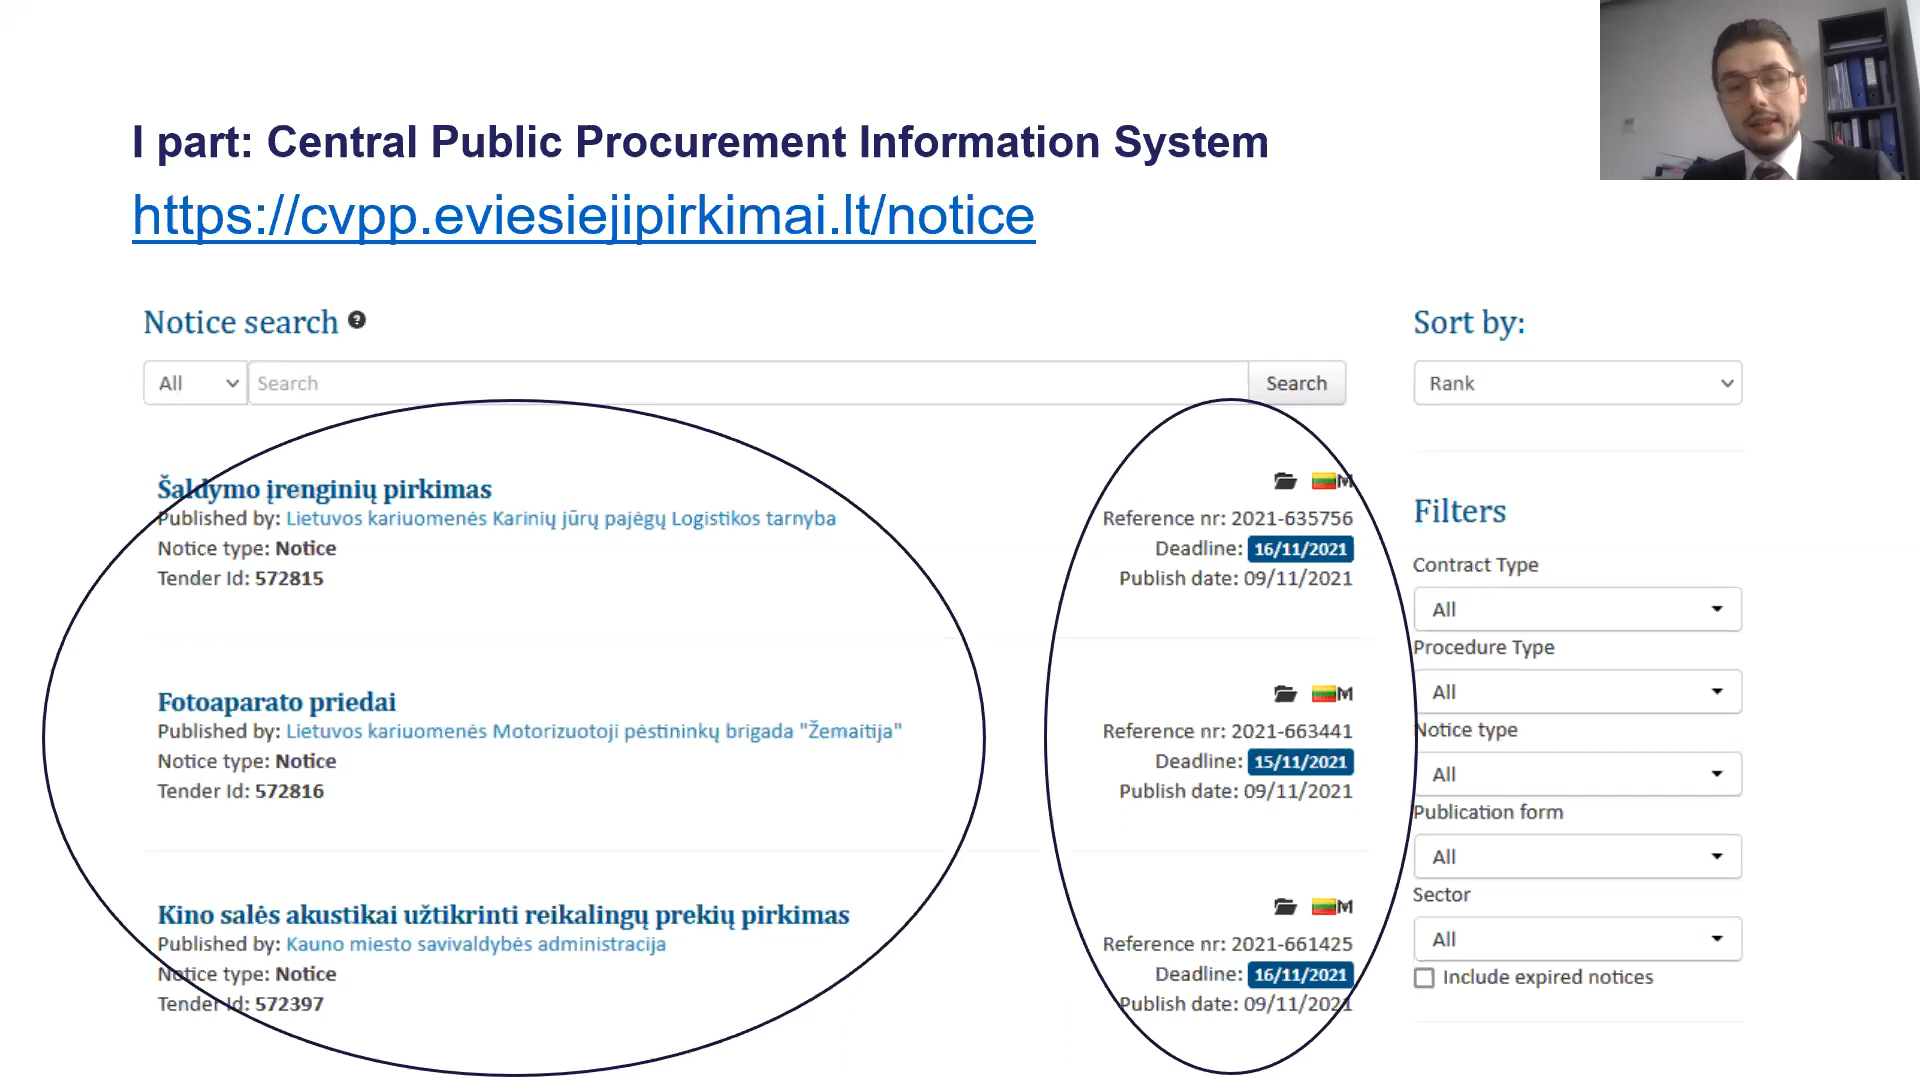 I part: Central Public Procurement Information System
https://cvpp.eviesiejipirkimai.lt/notice
Notice search
All Search Search
Šaldymo įrenginių pirkimas
Published by: Lietuvos kariuomenės Karinių jūrų pajėgų Logistikos tarnyba
Notice type: Notice
Tender Id: 572815
M
Reference nr: 2021-635756
Deadline: 16/11/2021
Publish date: 09/11/2021
Fotoaparato priedai
Published by: Lietuvos kariuomenės Motorizuotoji pėstininkų brigada "Žemaitija"
Notice type: Notice
Tender Id: 572816
M
Reference nr: 2021-663441
Deadline: 15/11/2021
Publish date: 09/11/2021
Kino salės akustikai užtikrinti reikalingų prekių pirkimas
Published by: Kauno miesto savivaldybės administracija
Notice type: Notice
Tender Id: 572397
M
Reference nr: 2021-661425
Deadline: 16/11/2021
Publish date: 09/11/2021
Sort by:
Rank
Filters
Contract Type
All
Procedure Type
All
Notice type
All
Publication form
All
Sector
All
Include expired notices